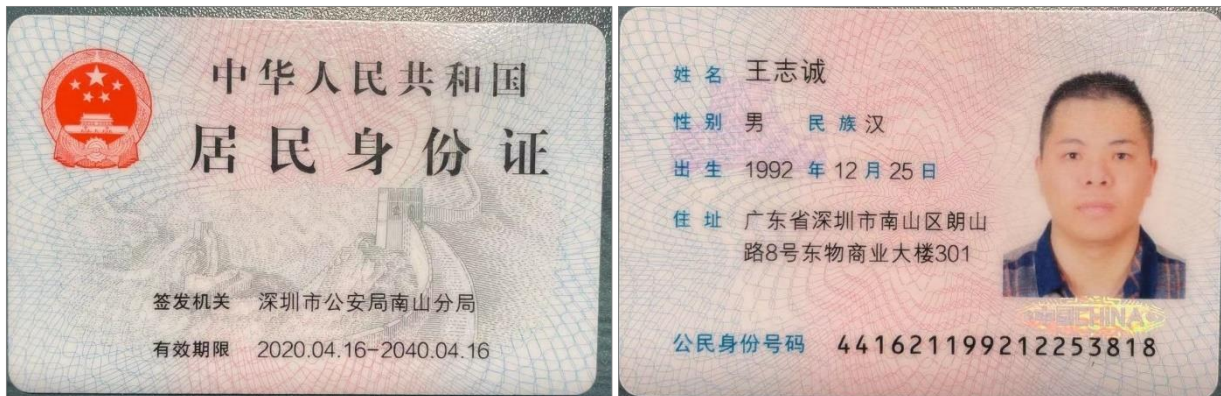 中华人民共和国
居民身份证
签发机关 深圳市公安局南山分局
有效期限 2020.04.16-2040.04.16
姓名 王志诚
性别 男 民族 汉
出生 1992 年 12 月 25 日
住址 广东省深圳市南山区朗山
路8号东物商业大楼301
CHINA
公民身份号码 441621199212253818